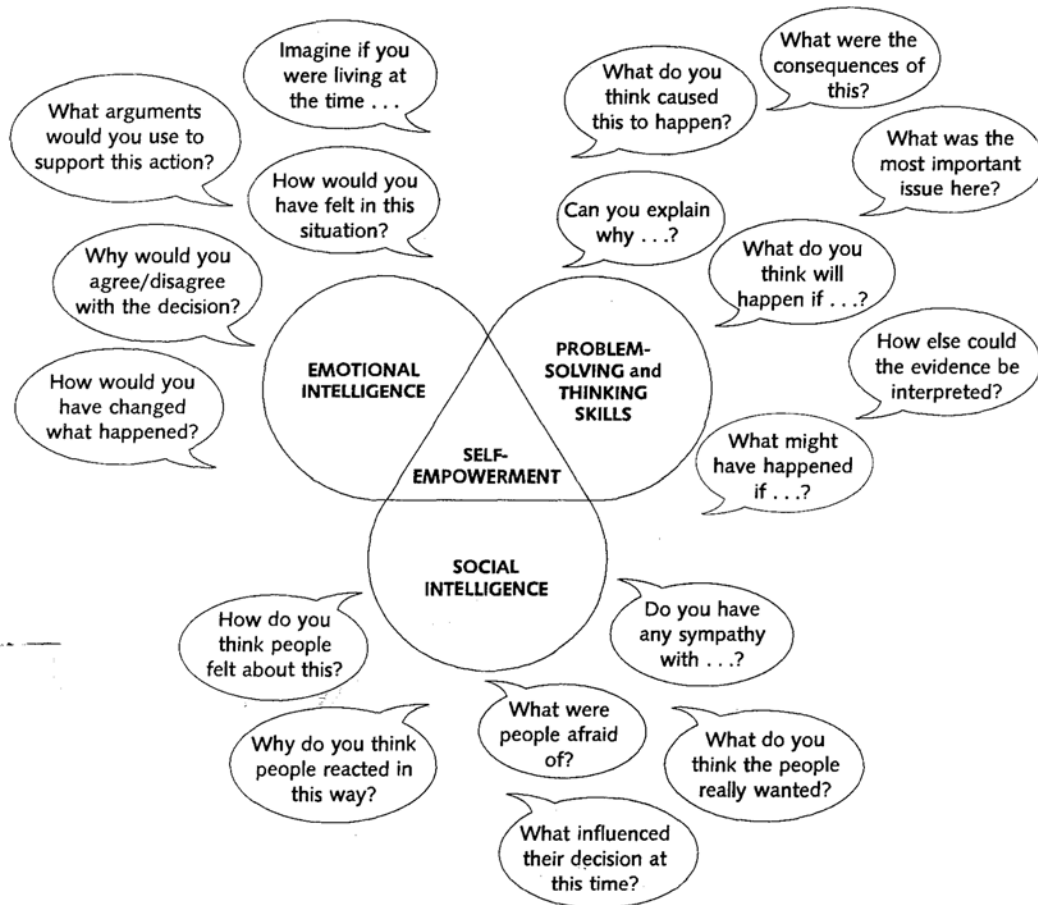 Imagine if you
were living at
the time . . .
What arguments
would you use to
support this action?
How would you
have felt in this
situation?
Why would you
agree/disagree
with the decision?
How would you
have changed
what happened?
What were the
consequences of
this?
What do you
think caused
this to happen?
What was the
most important
issue here?
Can you explain
why . . .?
What do you
think will
happen if . . .?
How else could
the evidence be
interpreted?
What might
have happened
if . . .?
EMOTIONAL
INTELLIGENCE
PROBLEM-
SOLVING and
THINKING
SKILLS
SELF-
EMPOWERMENT
SOCIAL
INTELLIGENCE
How do you
think people
felt about this?
Do you have
any sympathy
with . . .?
Why do you think
people reacted in
this way?
What were
people afraid
of?
What do you
think the people
really wanted?
What influenced
their decision at
this time?